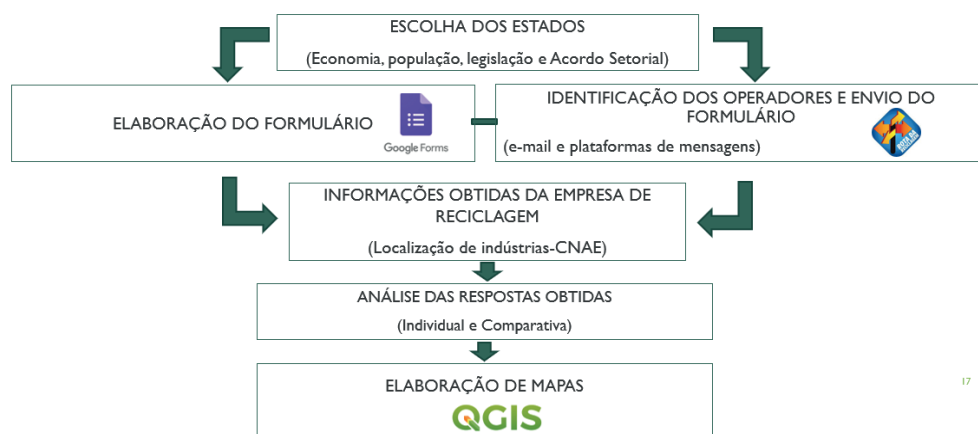 ESCOLHA DOS ESTADOS
(Economia, população, legislação e Acordo Setorial)
ELABORAÇÃO DO FORMULÁRIO
Google Forms
IDENTIFICAÇÃO DOS OPERADORES E ENVIO DO
FORMULÁRIO
(e-mail e plataformas de mensagens)
INFORMAÇÕES OBTIDAS DA EMPRESA DE
RECICLAGEM
(Localização de indústrias-CNAE)
ANÁLISE DAS RESPOSTAS OBTIDAS
(Individual e Comparativa)
ELABORAÇÃO DE MAPAS
QGIS
17